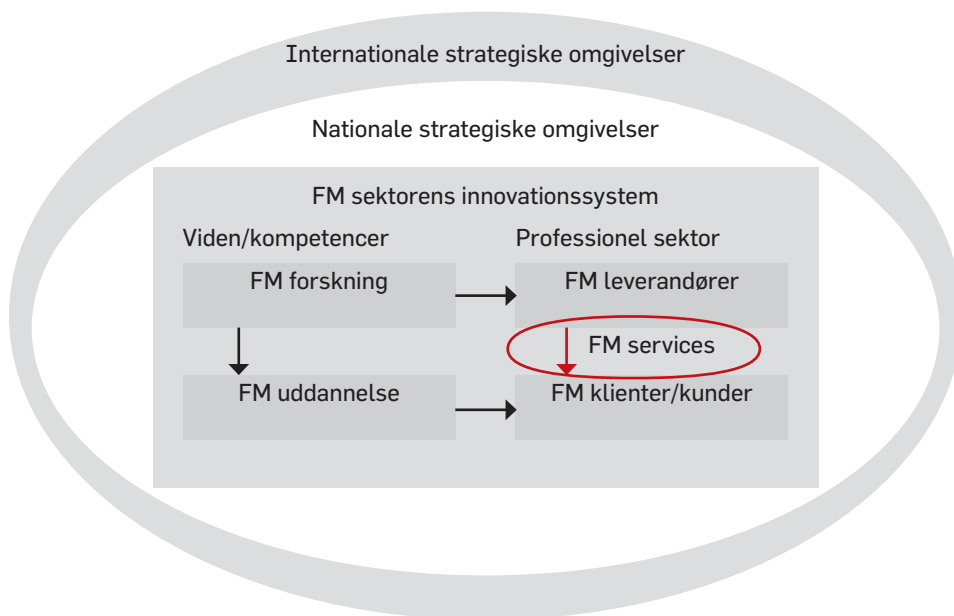 Internationale strategiske omgivelser
Nationale strategiske omgivelser
FM sektorens innovationssystem
Viden/kompetencer
Professionel sektor
FM forskning
FM leverandører
FM services
FM uddannelse
FM klienter/kunder